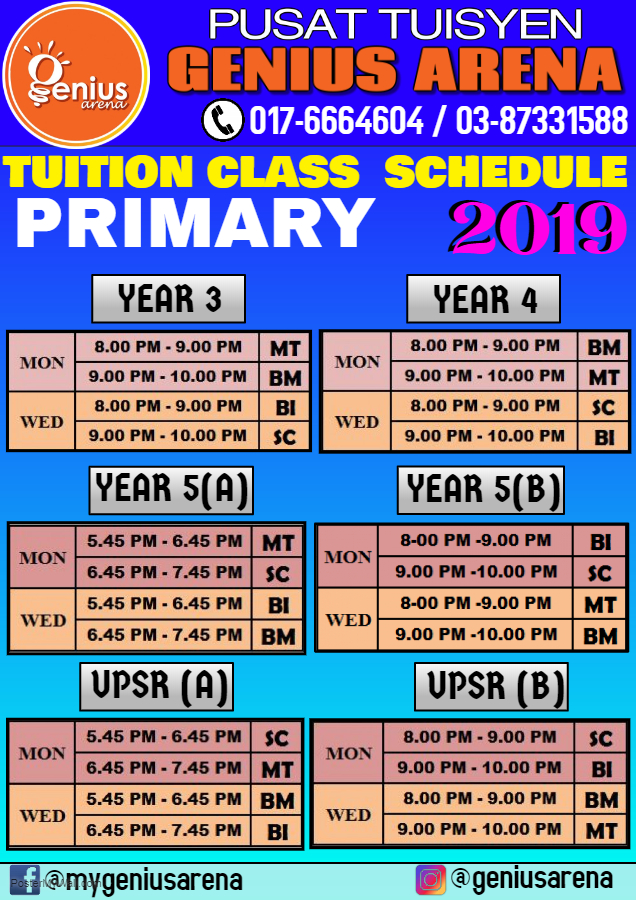 genius
arena
PUSAT TUISYEN
GENIUS ARENA
017-6664604 / 03-87331588
TUITION CLASS SCHEDULE
PRIMARY 2019
YEAR 3
MON
8.00 PM - 9.00 PM MT
9.00 PM - 10.00 PM BM
WED
8.00 PM - 9.00 PM BI
9.00 PM - 10.00 PM SC
YEAR 4
MON
8.00 PM - 9.00 PM BM
9.00 PM - 10.00 PM MT
WED
8.00 PM - 9.00 PM SC
9.00 PM - 10.00 PM BI
YEAR 5(A)
MON
5.45 PM - 6.45 PM MT
6.45 PM - 7.45 PM SC
WED
5.45 PM - 6.45 PM BI
6.45 PM - 7.45 PM BM
YEAR 5(B)
MON
8-00 PM -9.00 PM BI
9.00 PM -10.00 PM SC
WED
8-00 PM -9.00 PM MT
9.00 PM -10.00 PM BM
UPSR (A)
MON
5.45 PM - 6.45 PM SC
6.45 PM - 7.45 PM MT
WED
5.45 PM - 6.45 PM BM
6.45 PM - 7.45 PM BI
UPSR (B)
MON
8.00 PM - 9.00 PM SC
9.00 PM - 10.00 PM BI
WED
8.00 PM - 9.00 PM BM
9.00 PM - 10.00 PM MT
PosterMyWall.com
@mygeniusarena
@geniusarena